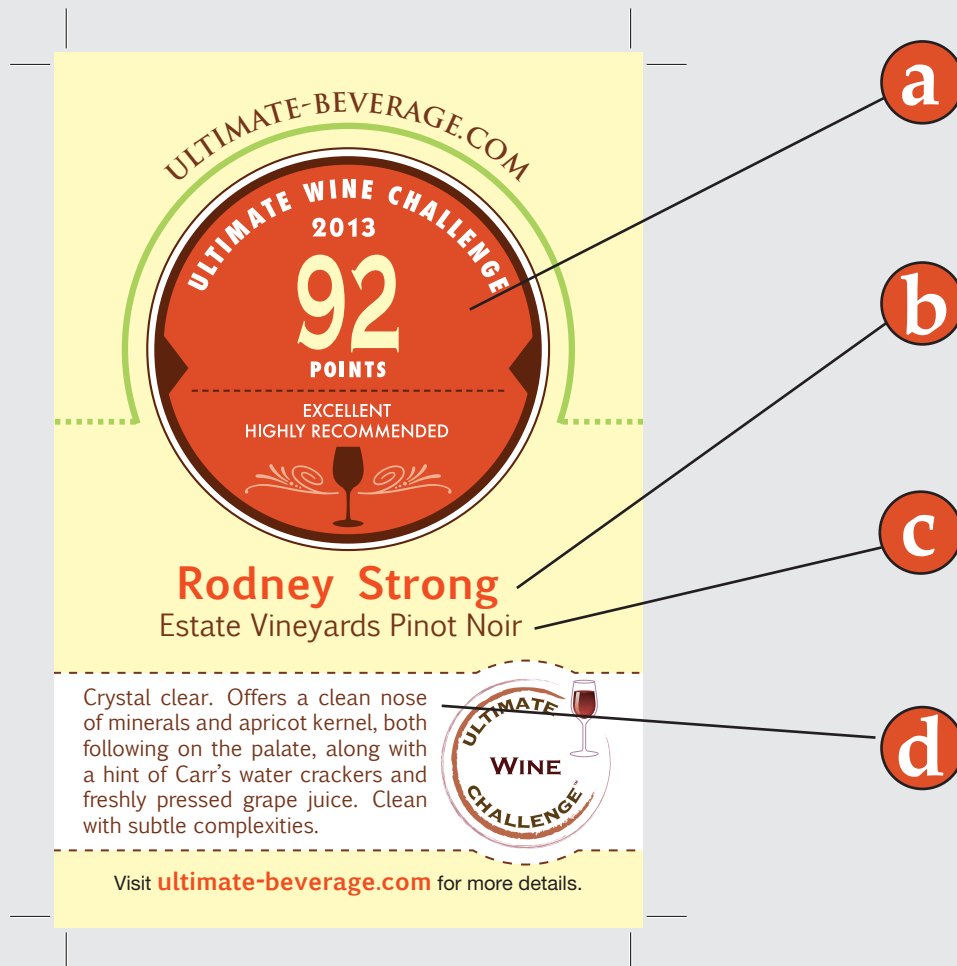 ULTIMATE-BEVERAGE.COM
ULTIMATE WINE CHALLENGE
2013
92
POINTS
EXCELLENT
HIGHLY RECOMMENDED
Rodney Strong
Estate Vineyards Pinot Noir
Crystal clear. Offers a clean nose
of minerals and apricot kernel, both
following on the palate, along with
a hint of Carr's water crackers and
freshly pressed grape juice. Clean
with subtle complexities.
ULTIMATE
WINE
CHALLENGE™
Visit ultimate-beverage.com for more details.
a
b
c
d